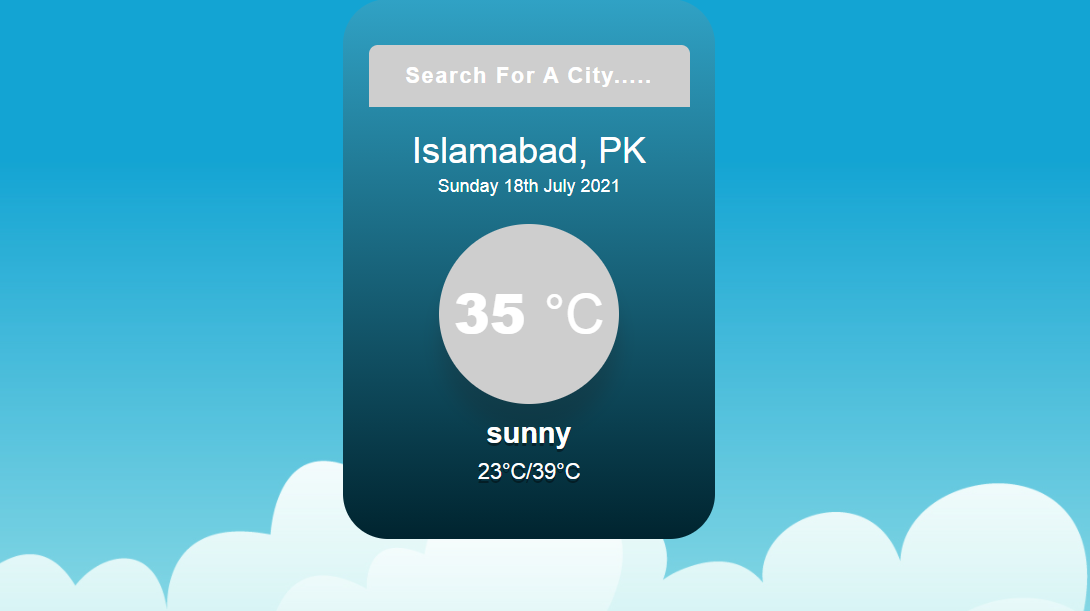 Search For A City.....
Islamabad, PK
Sunday 18th July 2021
35 °C
sunny
23°C/39°C